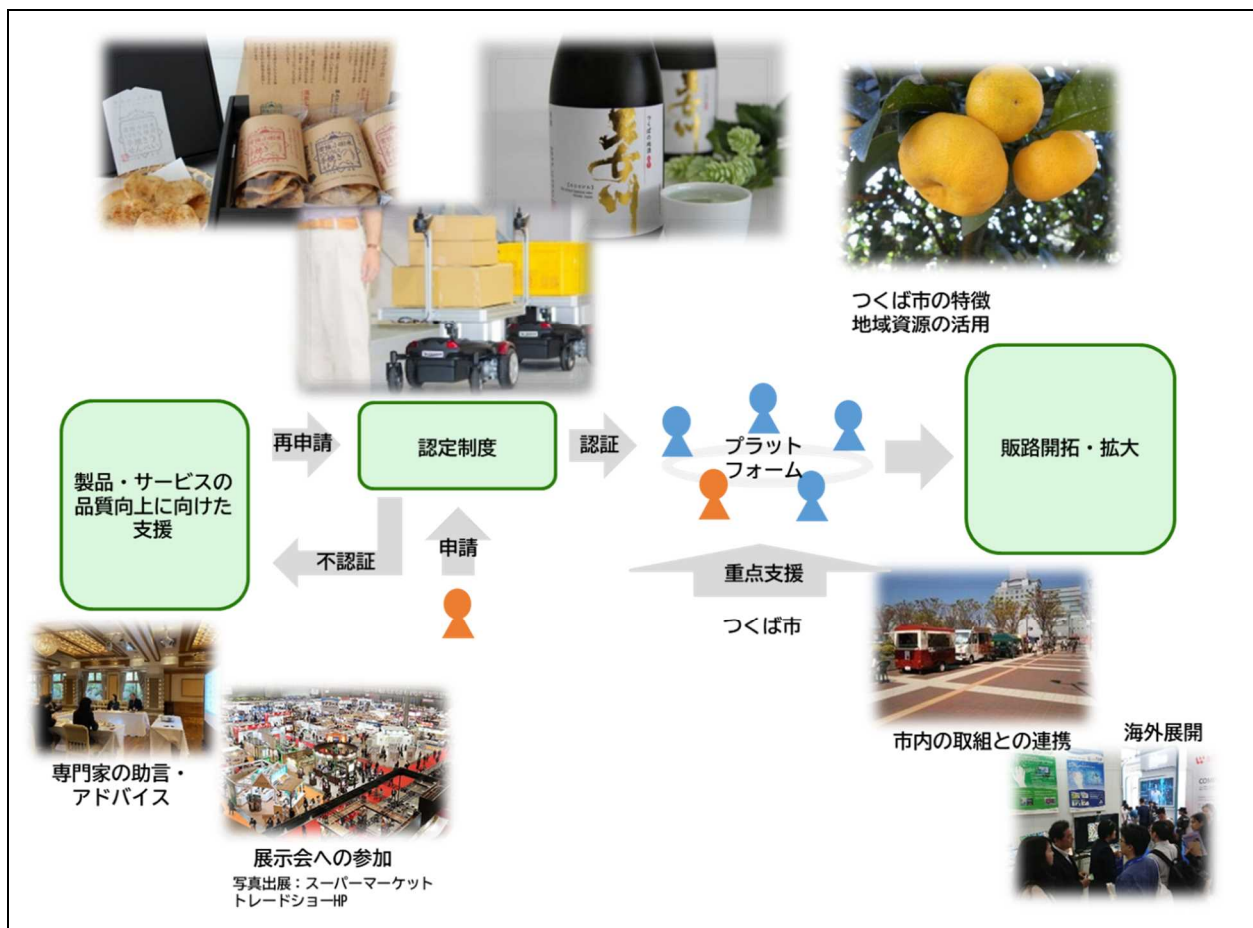 つくばの地酒
つくば市の特徴
地域資源の活用
製品・サービスの
品質向上に向けた
支援
再申請
認定制度
認証
プラット
フォーム
販路開拓・拡大
不認証
申請
重点支援
つくば市
専門家の助言・
アドバイス
展示会への参加
写真出展：スーパーマーケット
トレードショーHP
市内の取組との連携
海外展開